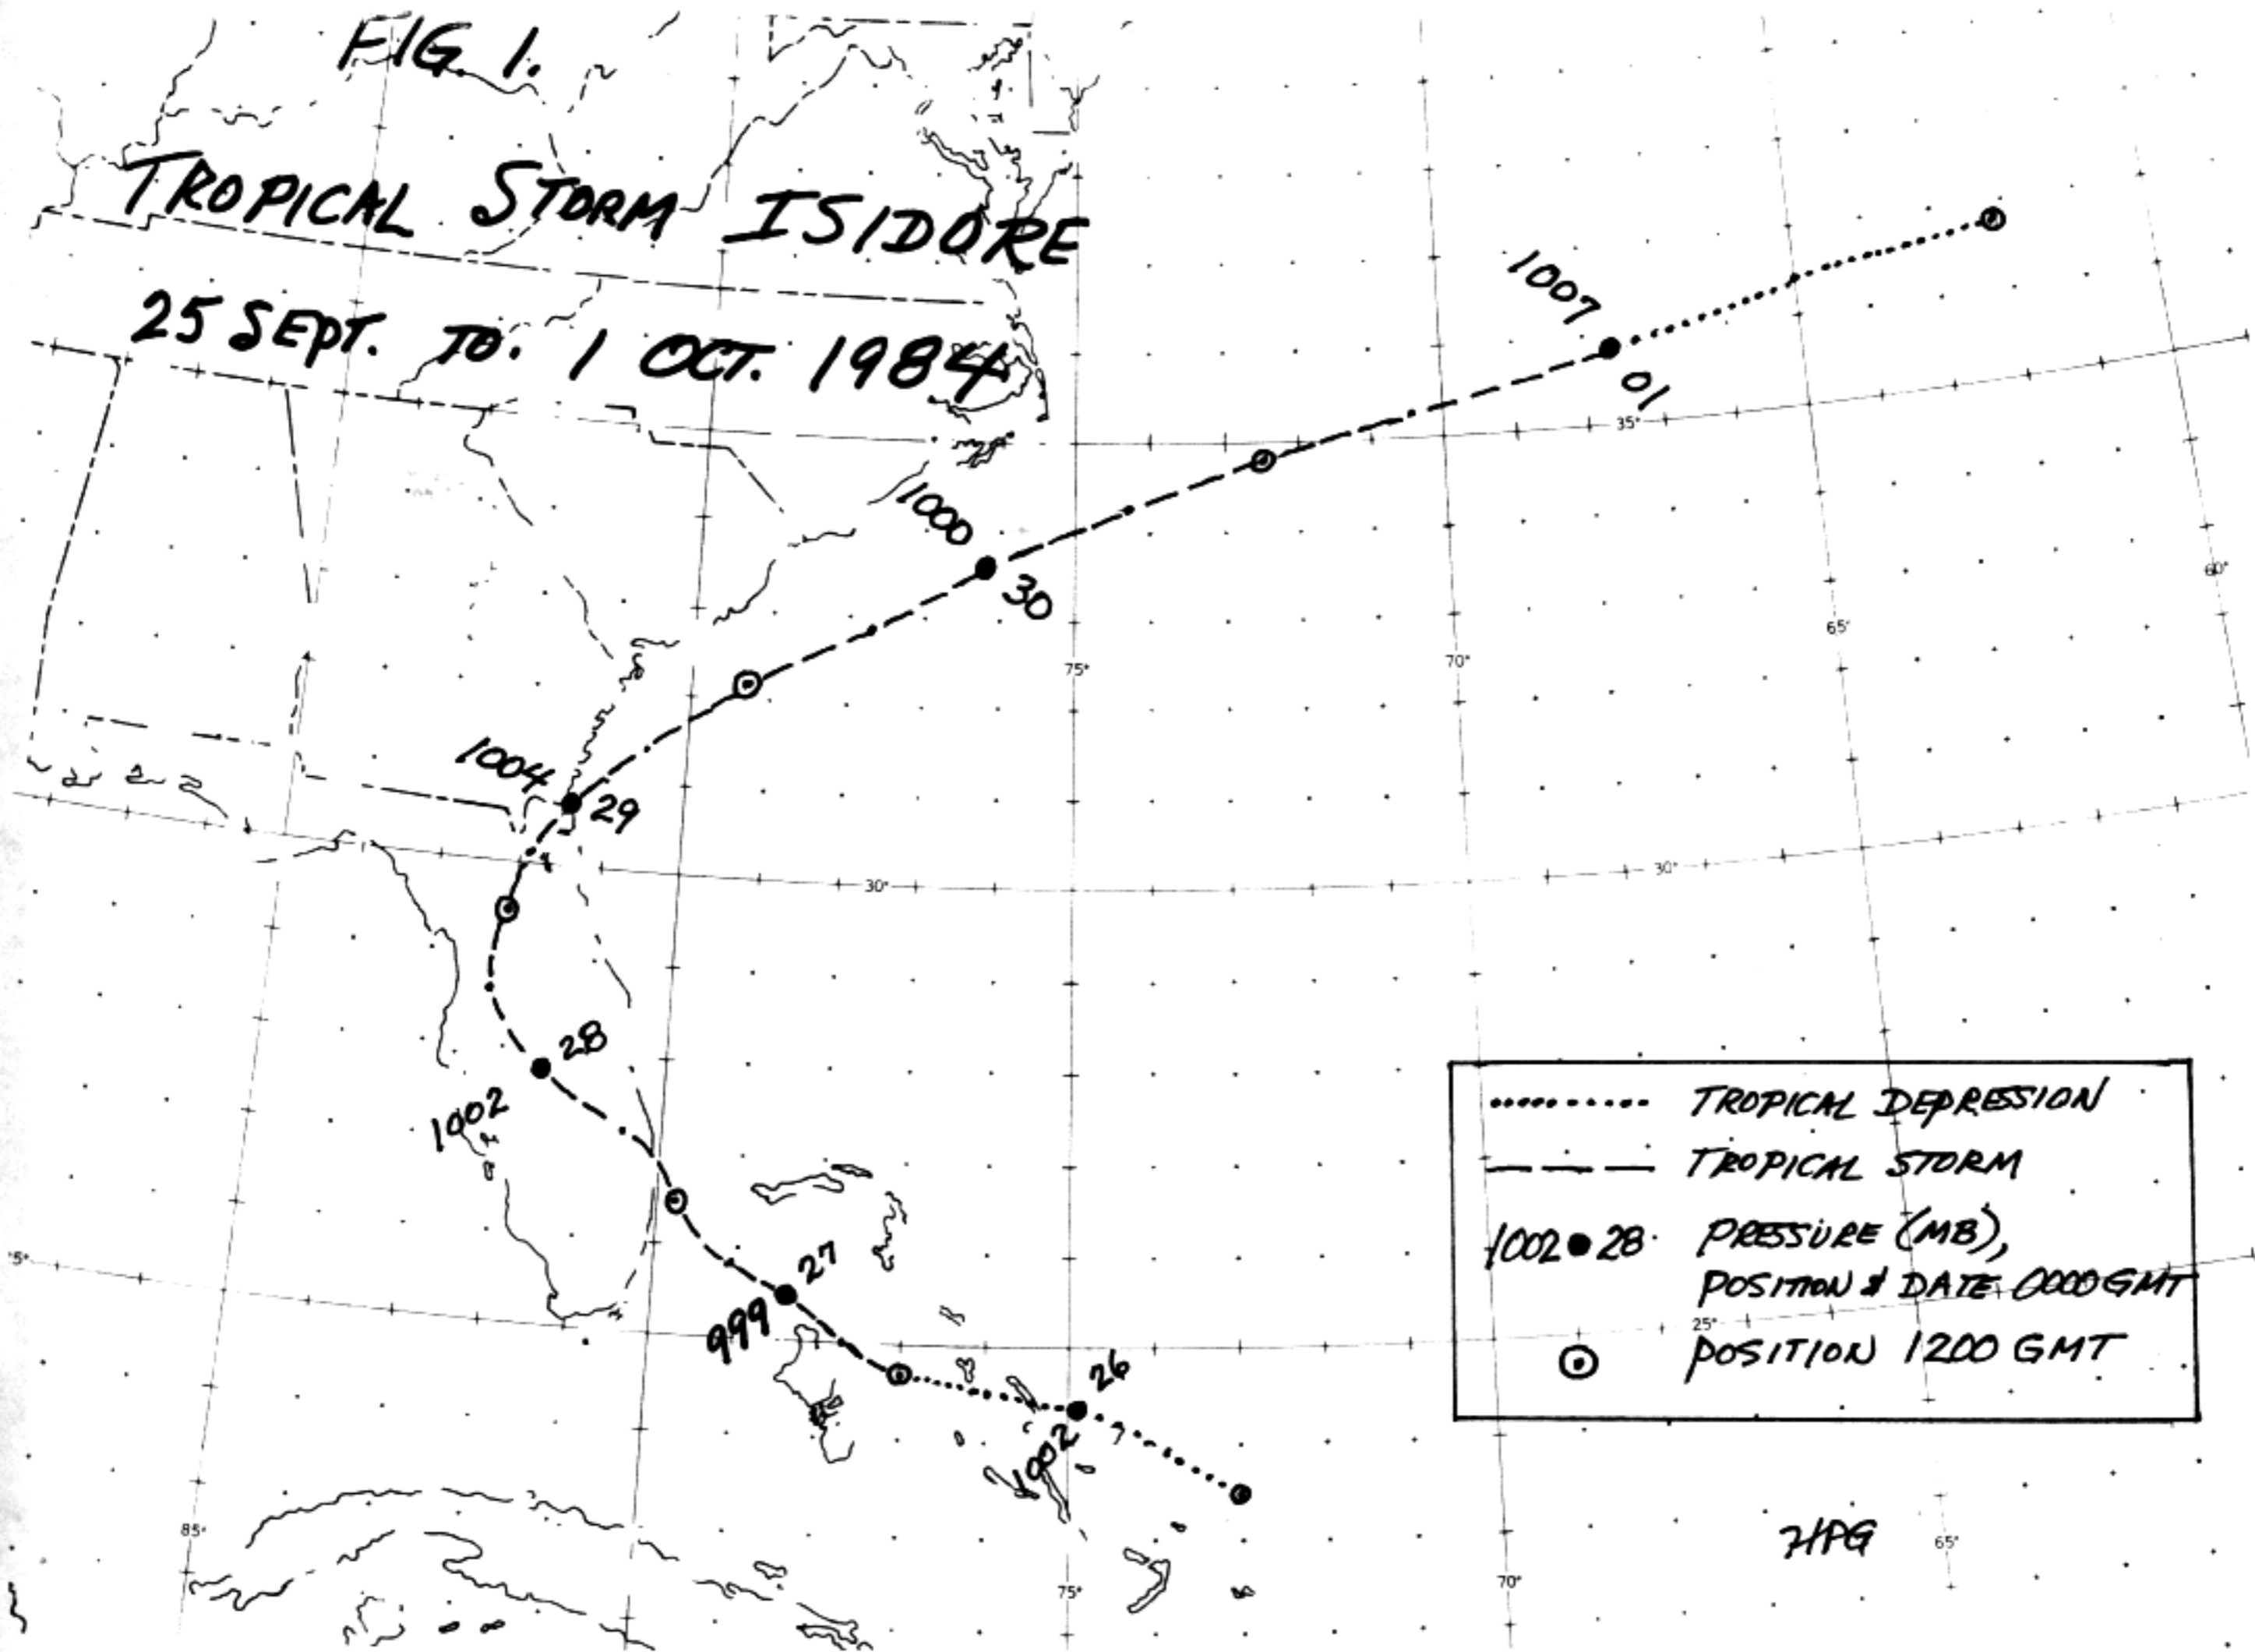 FIG. 1.
TROPICAL STORM ISIDORE
25 SEPT. TO. 1 OCT. 1984
1007
01
35°
1000
30
60°
65°
70°
75°
1004
29
30°
30°
28
1002
27
999
26
1002
5°
25°
85°
75°
70°
65°
TROPICAL DEPRESSION
TROPICAL STORM
1002 28 PRESSURE (MB),
POSITION & DATE 0000 GMT
POSITION 1200 GMT
HPG